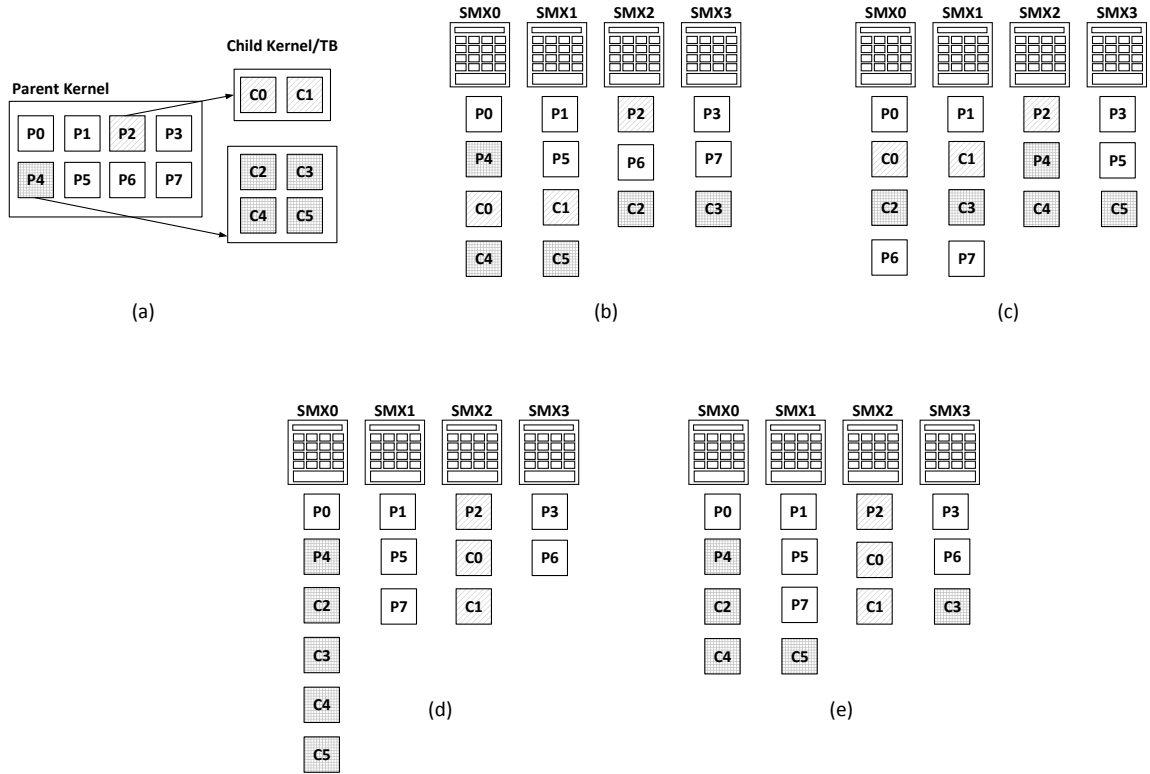 SMX0 SMX1 SMX2 SMX3
P0 P1 P2 P3
P4 P5 P6 P7
C0 C1 C2 C3
C4 C5
(b)
SMX0 SMX1 SMX2 SMX3
P0 P1 P2 P3
C0 C1 P4 P5
C2 C3 C4 C5
P6 P7
(c)
Child Kernel/TB
C0 C1
Parent Kernel
P0 P1 P2 P3
P4 P5 P6 P7
C2 C3
C4 C5
(a)
SMX0 SMX1 SMX2 SMX3
P0 P1 P2 P3
P4 P5 C0 P6
C2 P7 C1
C3
C4
C5
(d)
SMX0 SMX1 SMX2 SMX3
P0 P1 P2 P3
P4 P5 C0 P6
C2 P7 C1 C3
C4 C5
(e)